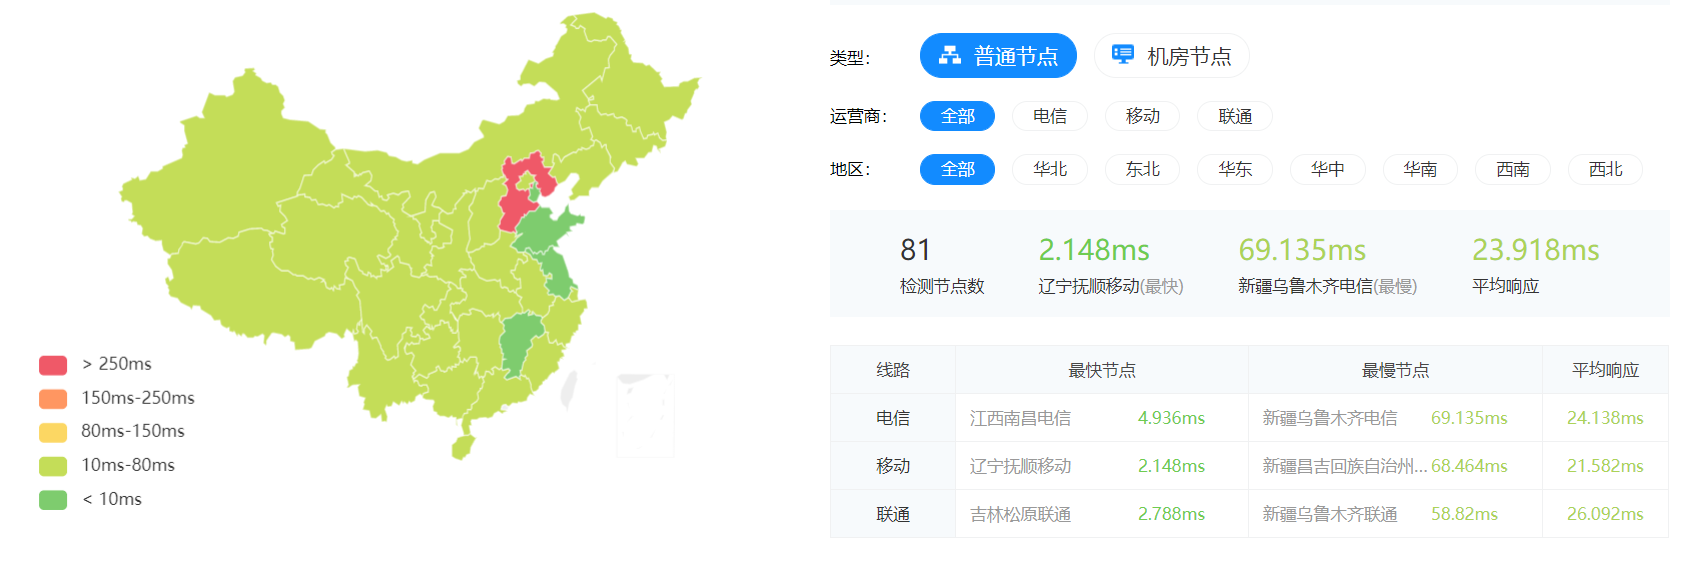 > 250ms
150ms-250ms
80ms-150ms
10ms-80ms
< 10ms
类型： 普通节点 机房节点
运营商： 全部 电信 移动 联通
地区： 全部 华北 东北 华东 华中 华南 西南 西北
81 2.148ms 69.135ms 23.918ms
检测节点数 辽宁抚顺移动(最快) 新疆乌鲁木齐电信(最慢) 平均响应
线路 最快节点 最慢节点 平均响应
电信 江西南昌电信 4.936ms 新疆乌鲁木齐电信 69.135ms 24.138ms
移动 辽宁抚顺移动 2.148ms 新疆昌吉回族自治州... 68.464ms 21.582ms
联通 吉林松原联通 2.788ms 新疆乌鲁木齐联通 58.82ms 26.092ms